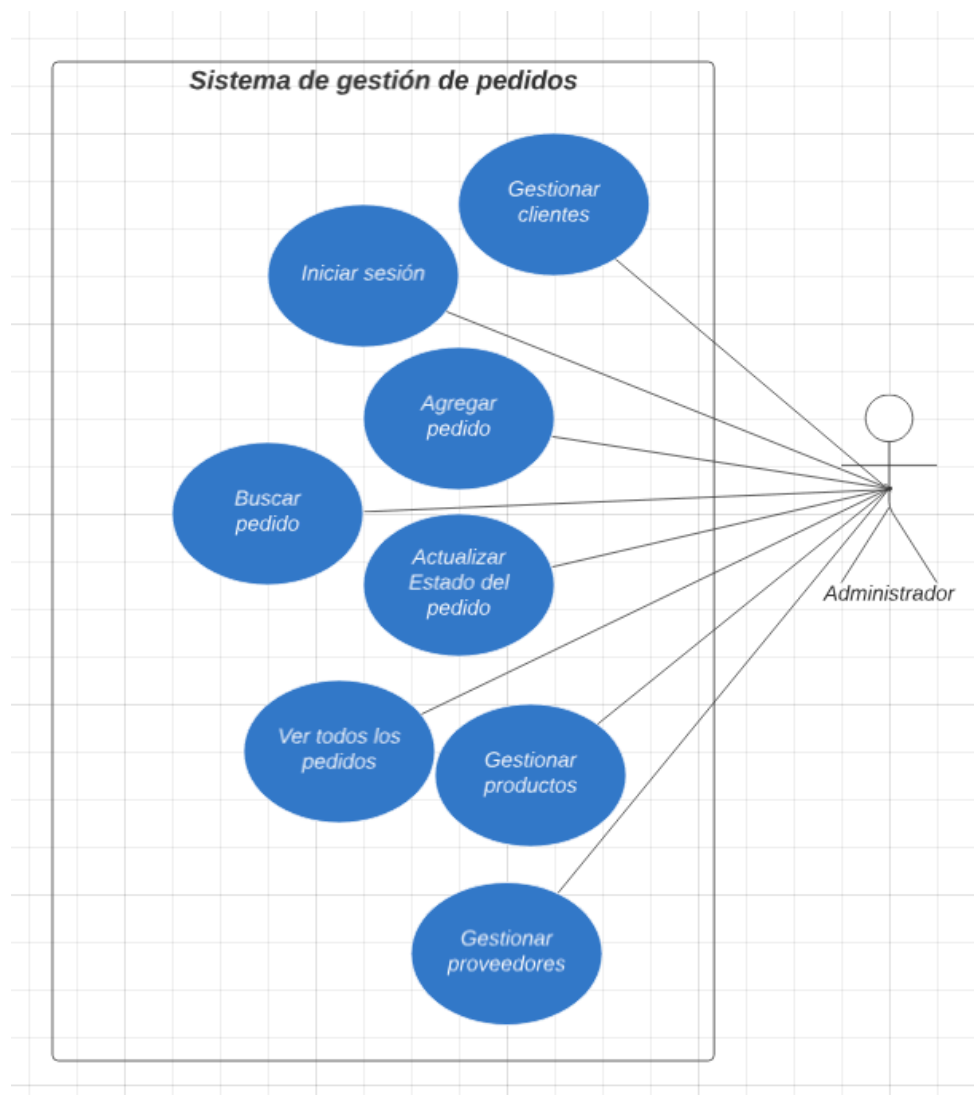 Sistema de gestión de pedidos
Gestionar
clientes
Iniciar sesión
Agregar
pedido
Buscar
pedido
Actualizar
Estado del
pedido
Administrador
Ver todos los
pedidos
Gestionar
productos
Gestionar
proveedores